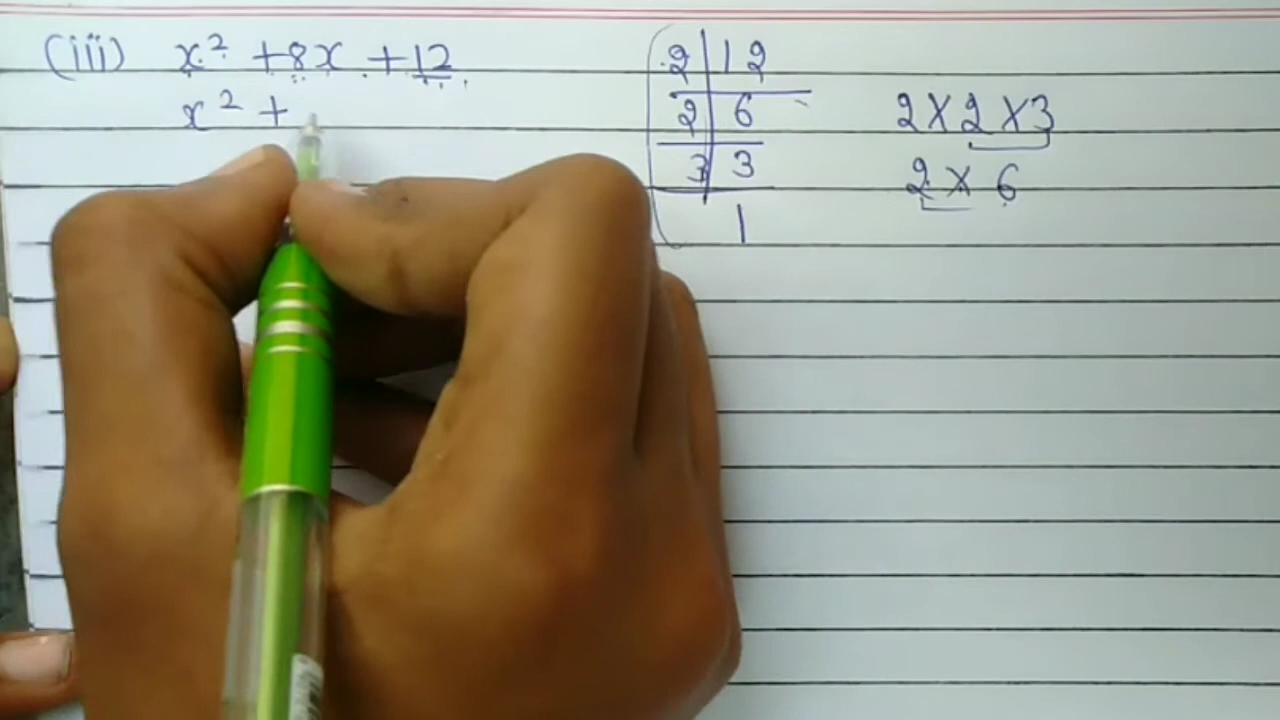 (iii) x² + 8x + 12
x² +
2 | 12
2 | 6
3 | 3
1
2 X 2 X 3
2 X 6